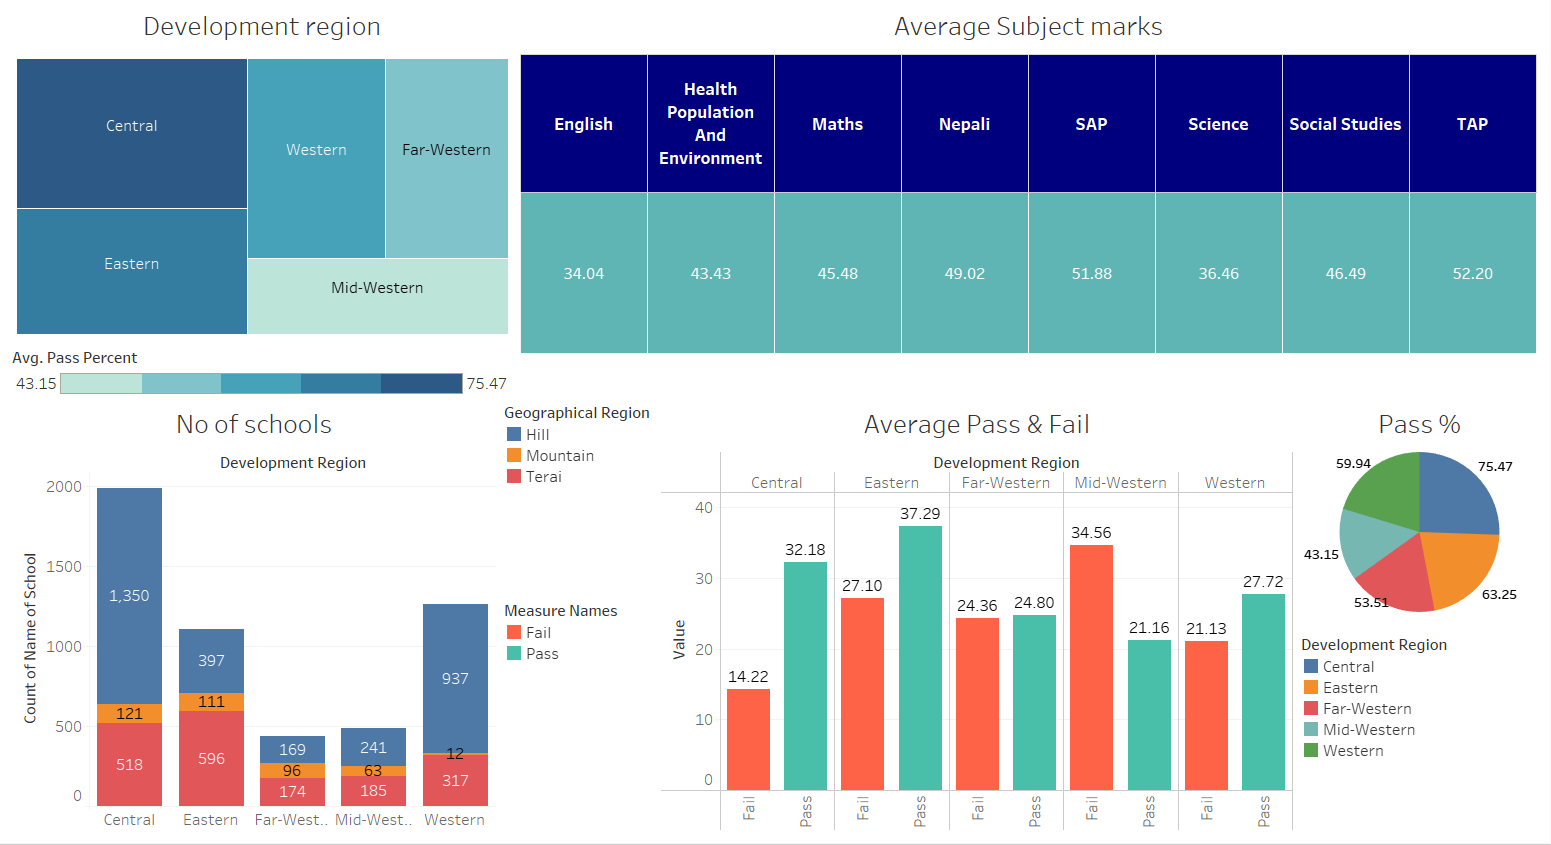 Development region
Central
Eastern
Western
Far-Western
Mid-Western
Avg. Pass Percent
43.15
75.47
Average Subject marks
English
Health
Population
And
Environment
Maths
Nepali
SAP
Science
Social Studies
TAP
34.04
43.43
45.48
49.02
51.88
36.46
46.49
52.20
No of schools
Development Region
Count of Name of School
2000
1500
1000
500
0
1,350
121
518
397
111
596
169
96
174
241
63
185
937
12
317
Central
Eastern
Far-West..
Mid-West..
Western
Geographical Region
Hill
Mountain
Terai
Measure Names
Fail
Pass
Average Pass & Fail
Development Region
Central
Eastern
Far-Western
Mid-Western
Western
Value
40
30
20
10
0
14.22
32.18
27.10
37.29
24.36
24.80
34.56
21.16
21.13
27.72
Fail
Pass
Fail
Pass
Fail
Pass
Fail
Pass
Fail
Pass
Pass %
59.94
75.47
43.15
53.51
63.25
Development Region
Central
Eastern
Far-Western
Mid-Western
Western